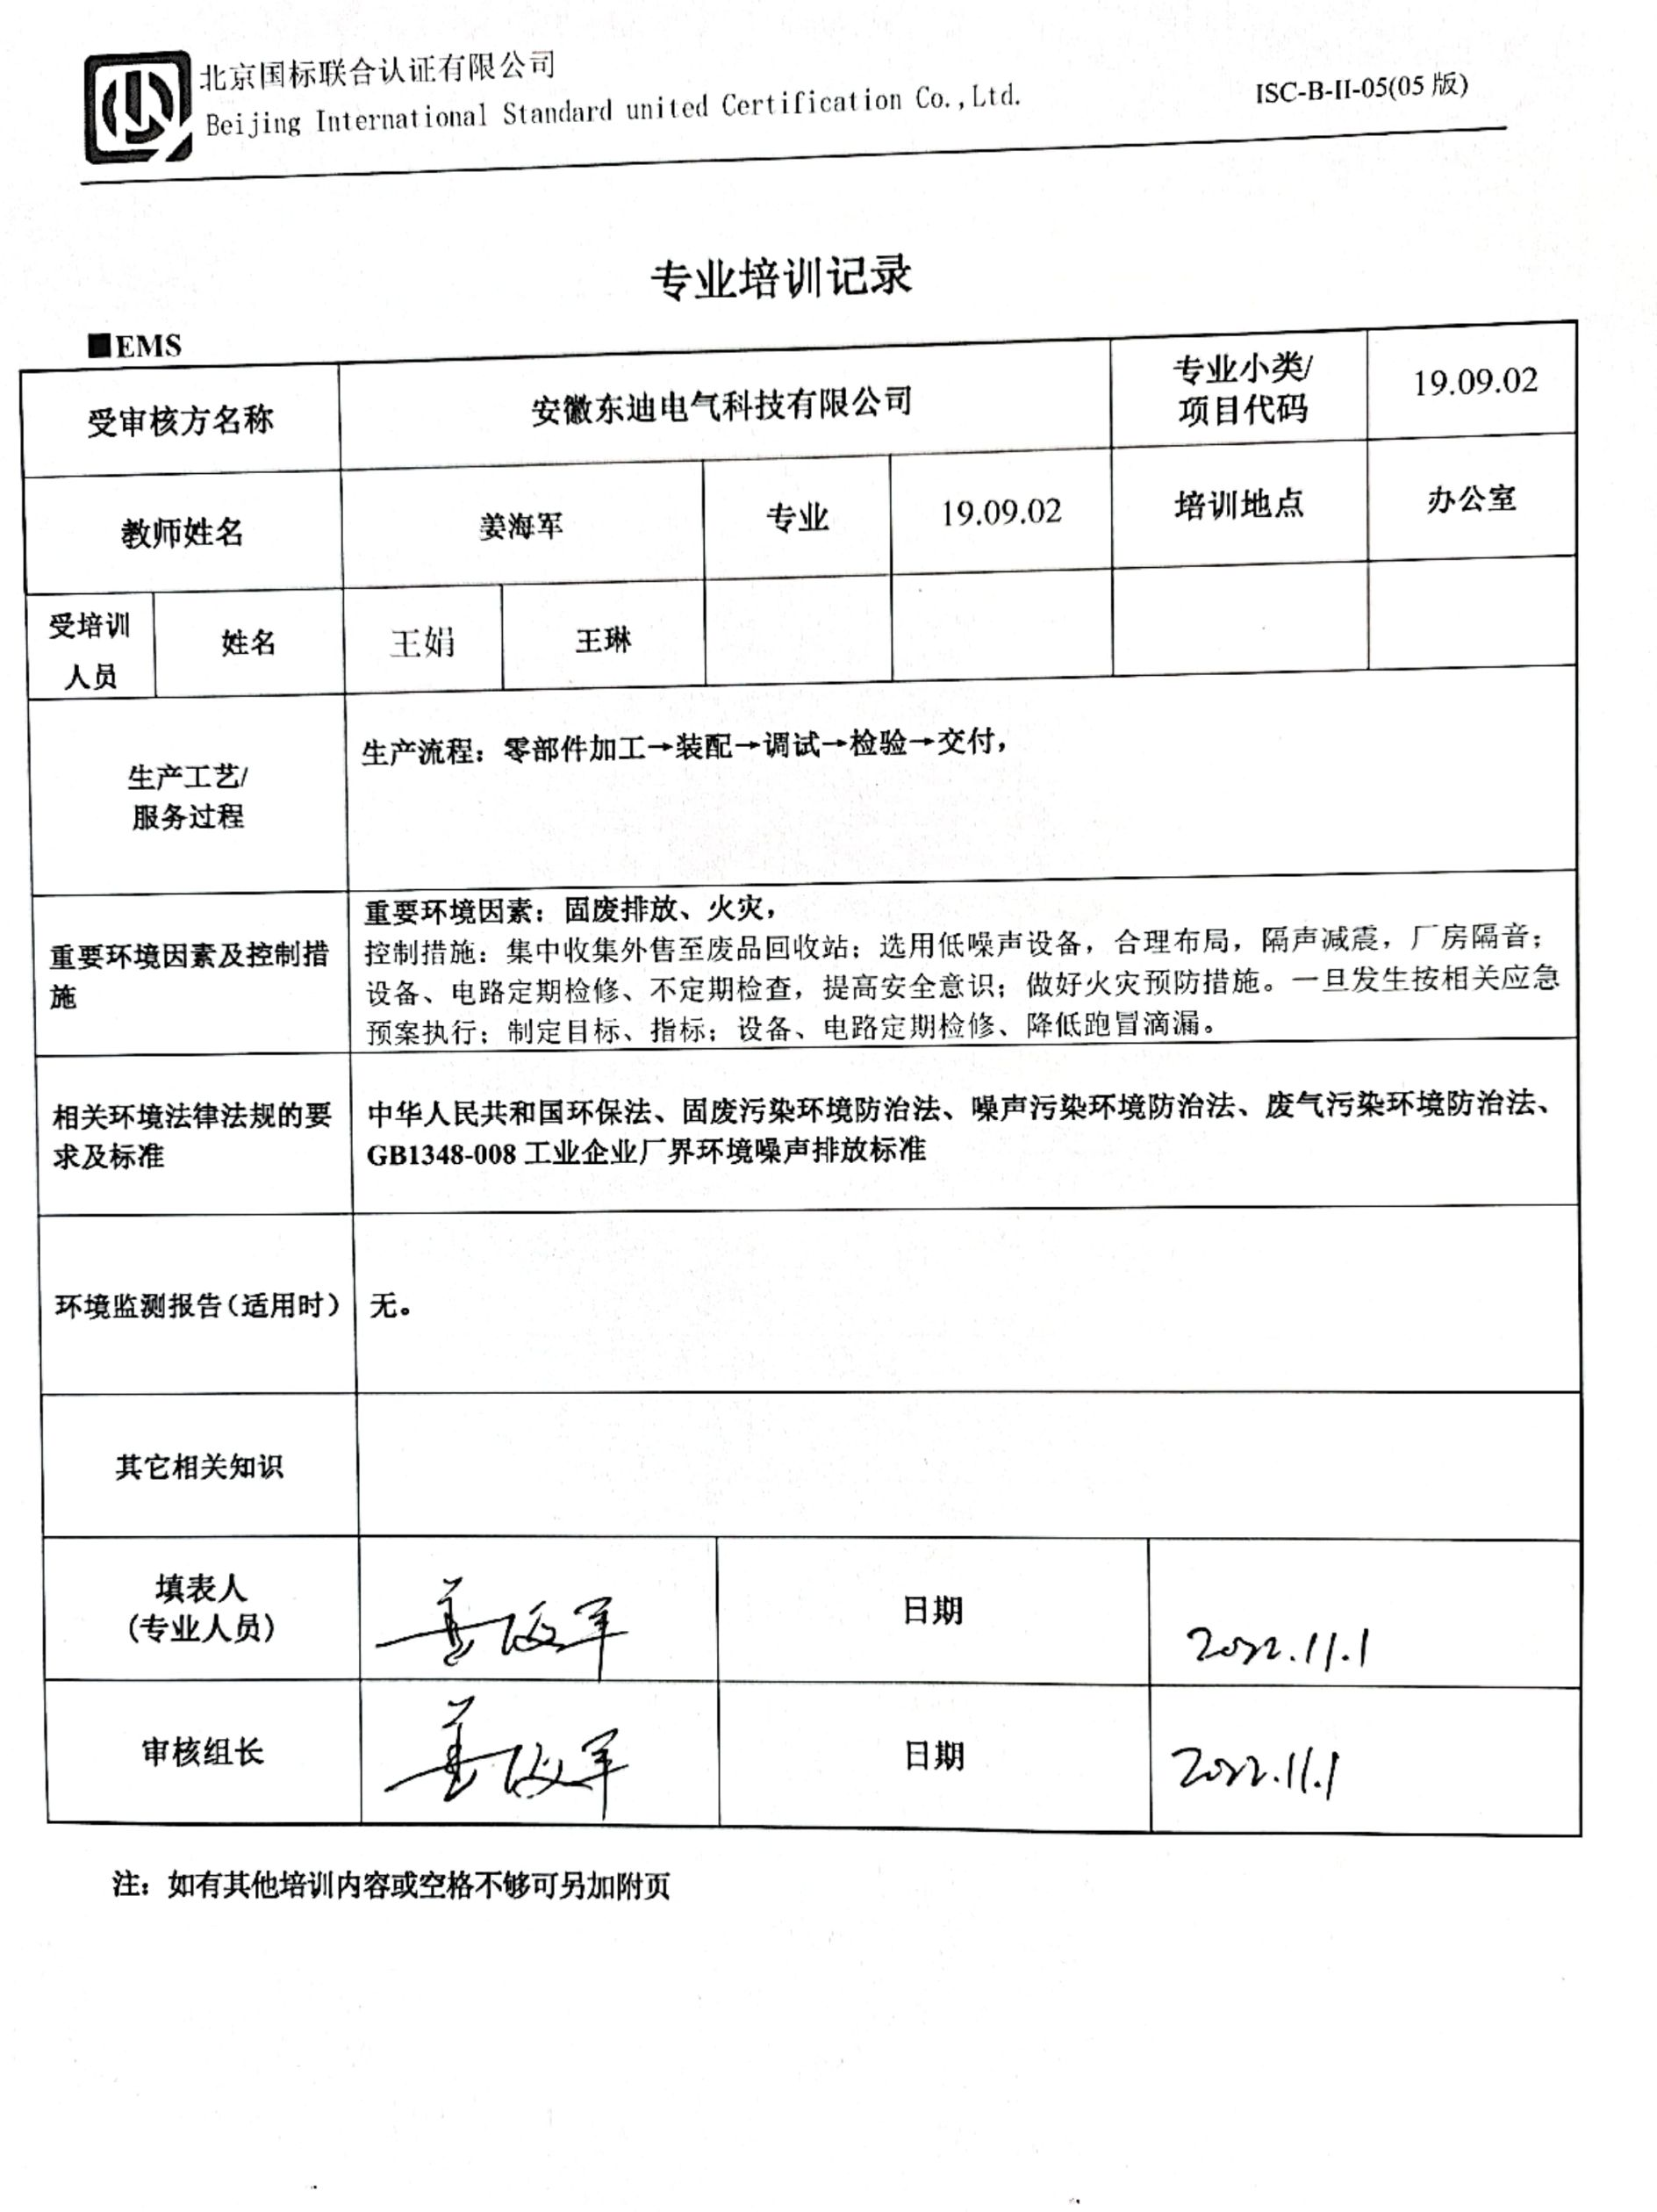 北京国标联合认证有限公司
Beijing International Standard united Certification Co.,Ltd.
ISC-B-II-05(05版)
专业培训记录
■EMS
受审核方名称
安徽东迪电气科技有限公司
专业小类/
项目代码
19.09.02
教师姓名
姜海军
专业
19.09.02
培训地点
办公室
受培训
人员
姓名
王娟
王琳
生产工艺/
服务过程
生产流程：零部件加工→装配→调试→检验→交付，
重要环境因素及控制措
施
重要环境因素：固废排放、火灾，
控制措施：集中收集外售至废品回收站；选用低噪声设备，合理布局，隔声减震，厂房隔音；
设备、电路定期检修、不定期检查，提高安全意识；做好火灾预防措施。一旦发生按相关应急
预案执行；制定目标、指标；设备、电路定期检修、降低跑冒滴漏。
相关环境法律法规的要
求及标准
中华人民共和国环保法、固废污染环境防治法、噪声污染环境防治法、废气污染环境防治法、
GB1348-008 工业企业厂界环境噪声排放标准
环境监测报告（适用时）
无。
其它相关知识
填表人
（专业人员）
姜海军
日期
2022.11.1
审核组长
姜海军
日期
2022.11.1
注：如有其他培训内容或空格不够可另加附页